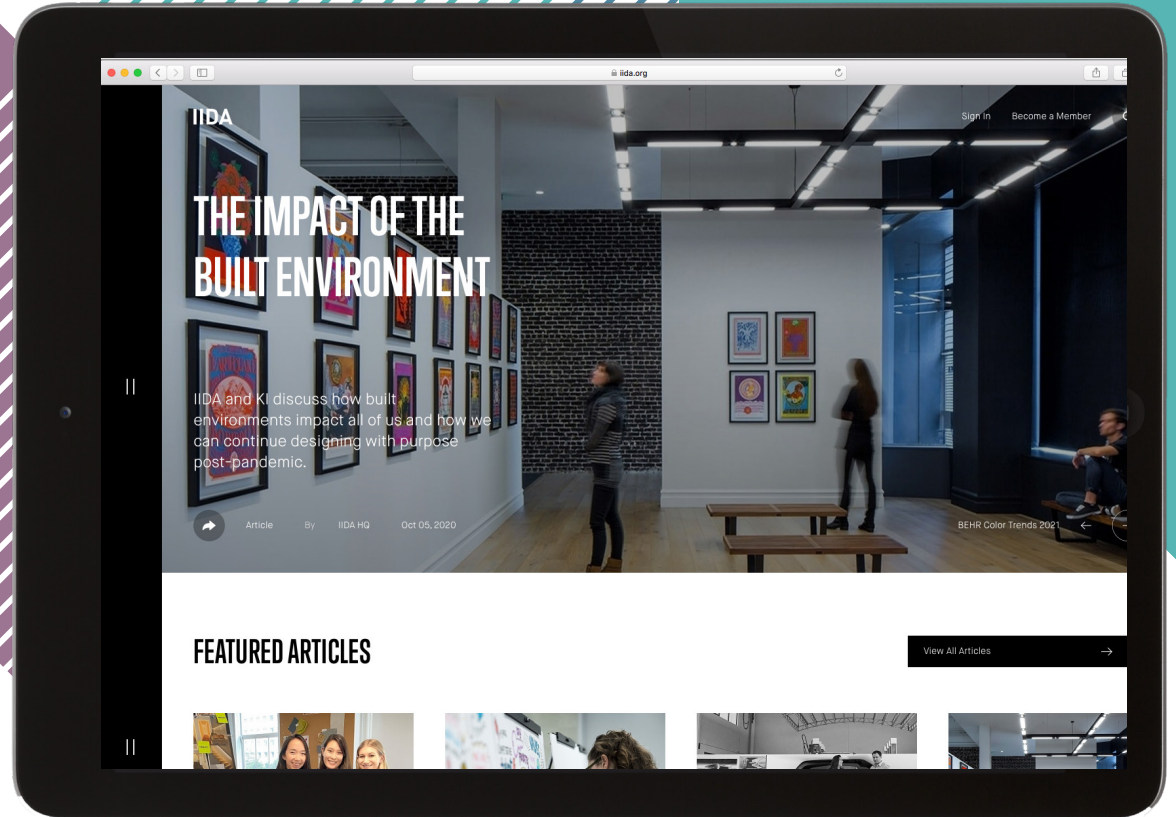 iida.org
IIDA
Sign In
Become a Member
THE IMPACT OF THE
BUILT ENVIRONMENT
IIDA and KI discuss how built
environments impact all of us and how we
can continue designing with purpose
post-pandemic.
Article By IIDA HQ Oct 05, 2020
BEHR Color Trends 2021
FEATURED ARTICLES
View All Articles